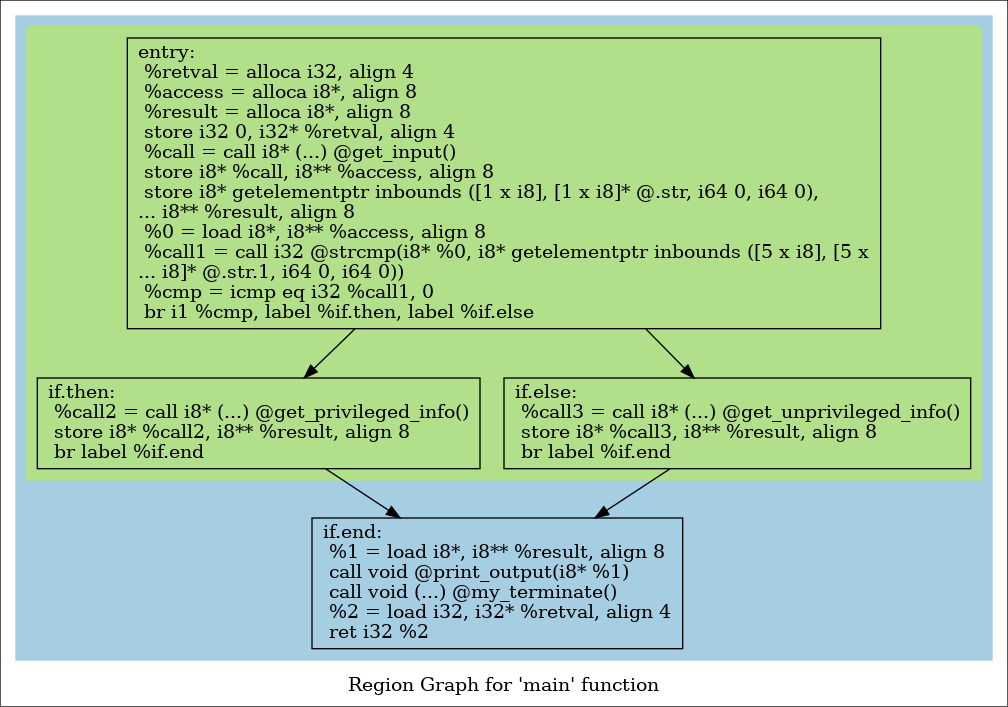 entry:
%retval = alloca i32, align 4
%access = alloca i8*, align 8
%result = alloca i8*, align 8
store i32 0, i32* %retval, align 4
%call = call i8* (...) @get_input()
store i8* %call, i8** %access, align 8
store i8* getelementptr inbounds ([1 x i8], [1 x i8]* @.str, i64 0, i64 0),
... i8** %result, align 8
%0 = load i8*, i8** %access, align 8
%call1 = call i32 @strcmp(i8* %0, i8* getelementptr inbounds ([5 x i8], [5 x
... i8]* @.str.1, i64 0, i64 0))
%cmp = icmp eq i32 %call1, 0
br i1 %cmp, label %if.then, label %if.else
if.then:
%call2 = call i8* (...) @get_privileged_info()
store i8* %call2, i8** %result, align 8
br label %if.end
if.else:
%call3 = call i8* (...) @get_unprivileged_info()
store i8* %call3, i8** %result, align 8
br label %if.end
if.end:
%1 = load i8*, i8** %result, align 8
call void @print_output(i8* %1)
call void (...) @my_terminate()
%2 = load i32, i32* %retval, align 4
ret i32 %2
Region Graph for 'main' function